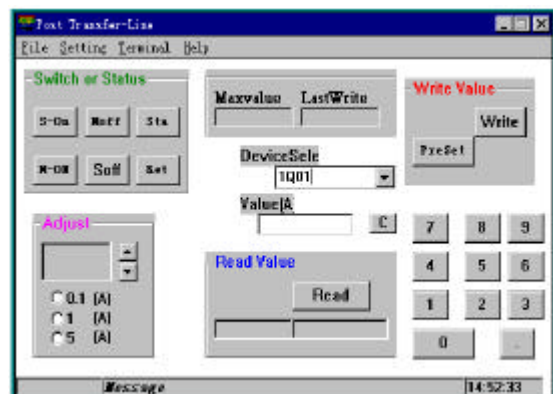 Post Transfer-Line
File Setting Terminal Help
Switch or Status
S-On Moff Sta
M-ON Soff Set
Maxvalue LastWrite
Write Value
Write
PreSet
DeviceSele
1Q01
Value(A
C
Adjust
0.1 (A)
1 (A)
5 (A)
Read Value
Read
7 8 9
4 5 6
1 2 3
0 .
Message 14:52:33